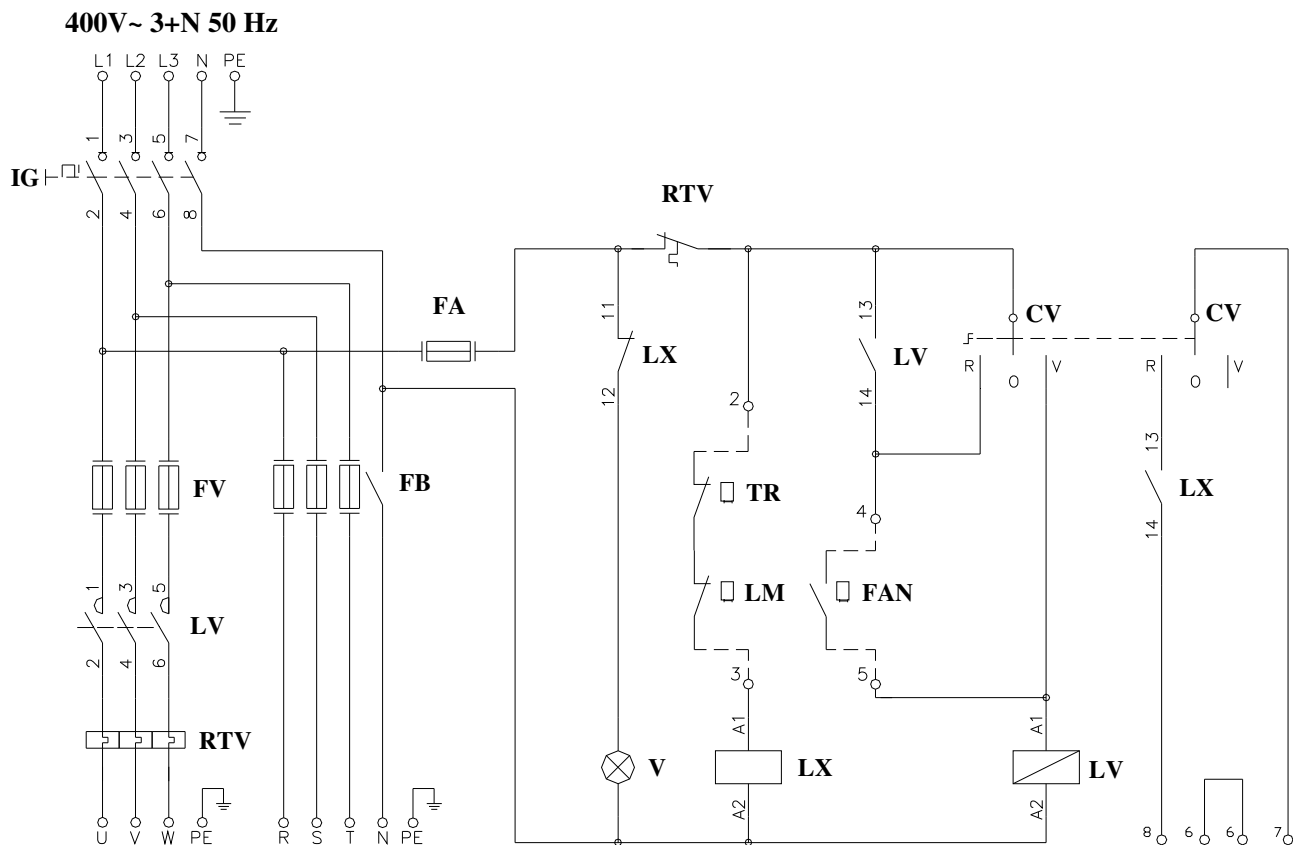 400V~ 3+N 50 Hz
L1 L2 L3 N PE
1 3 5 7
IG
2 4 6 8
RTV
FA
11 13
CV CV
LX LV
R O V R O V
12 14
2
13
FV FB TR LX
4
14
1 3 5
LM FAN
LV
2 4 6
3 5
A1 A1
RTV
V LX LV
A2 A2
U V W PE R S T N PE 8 6 6 7